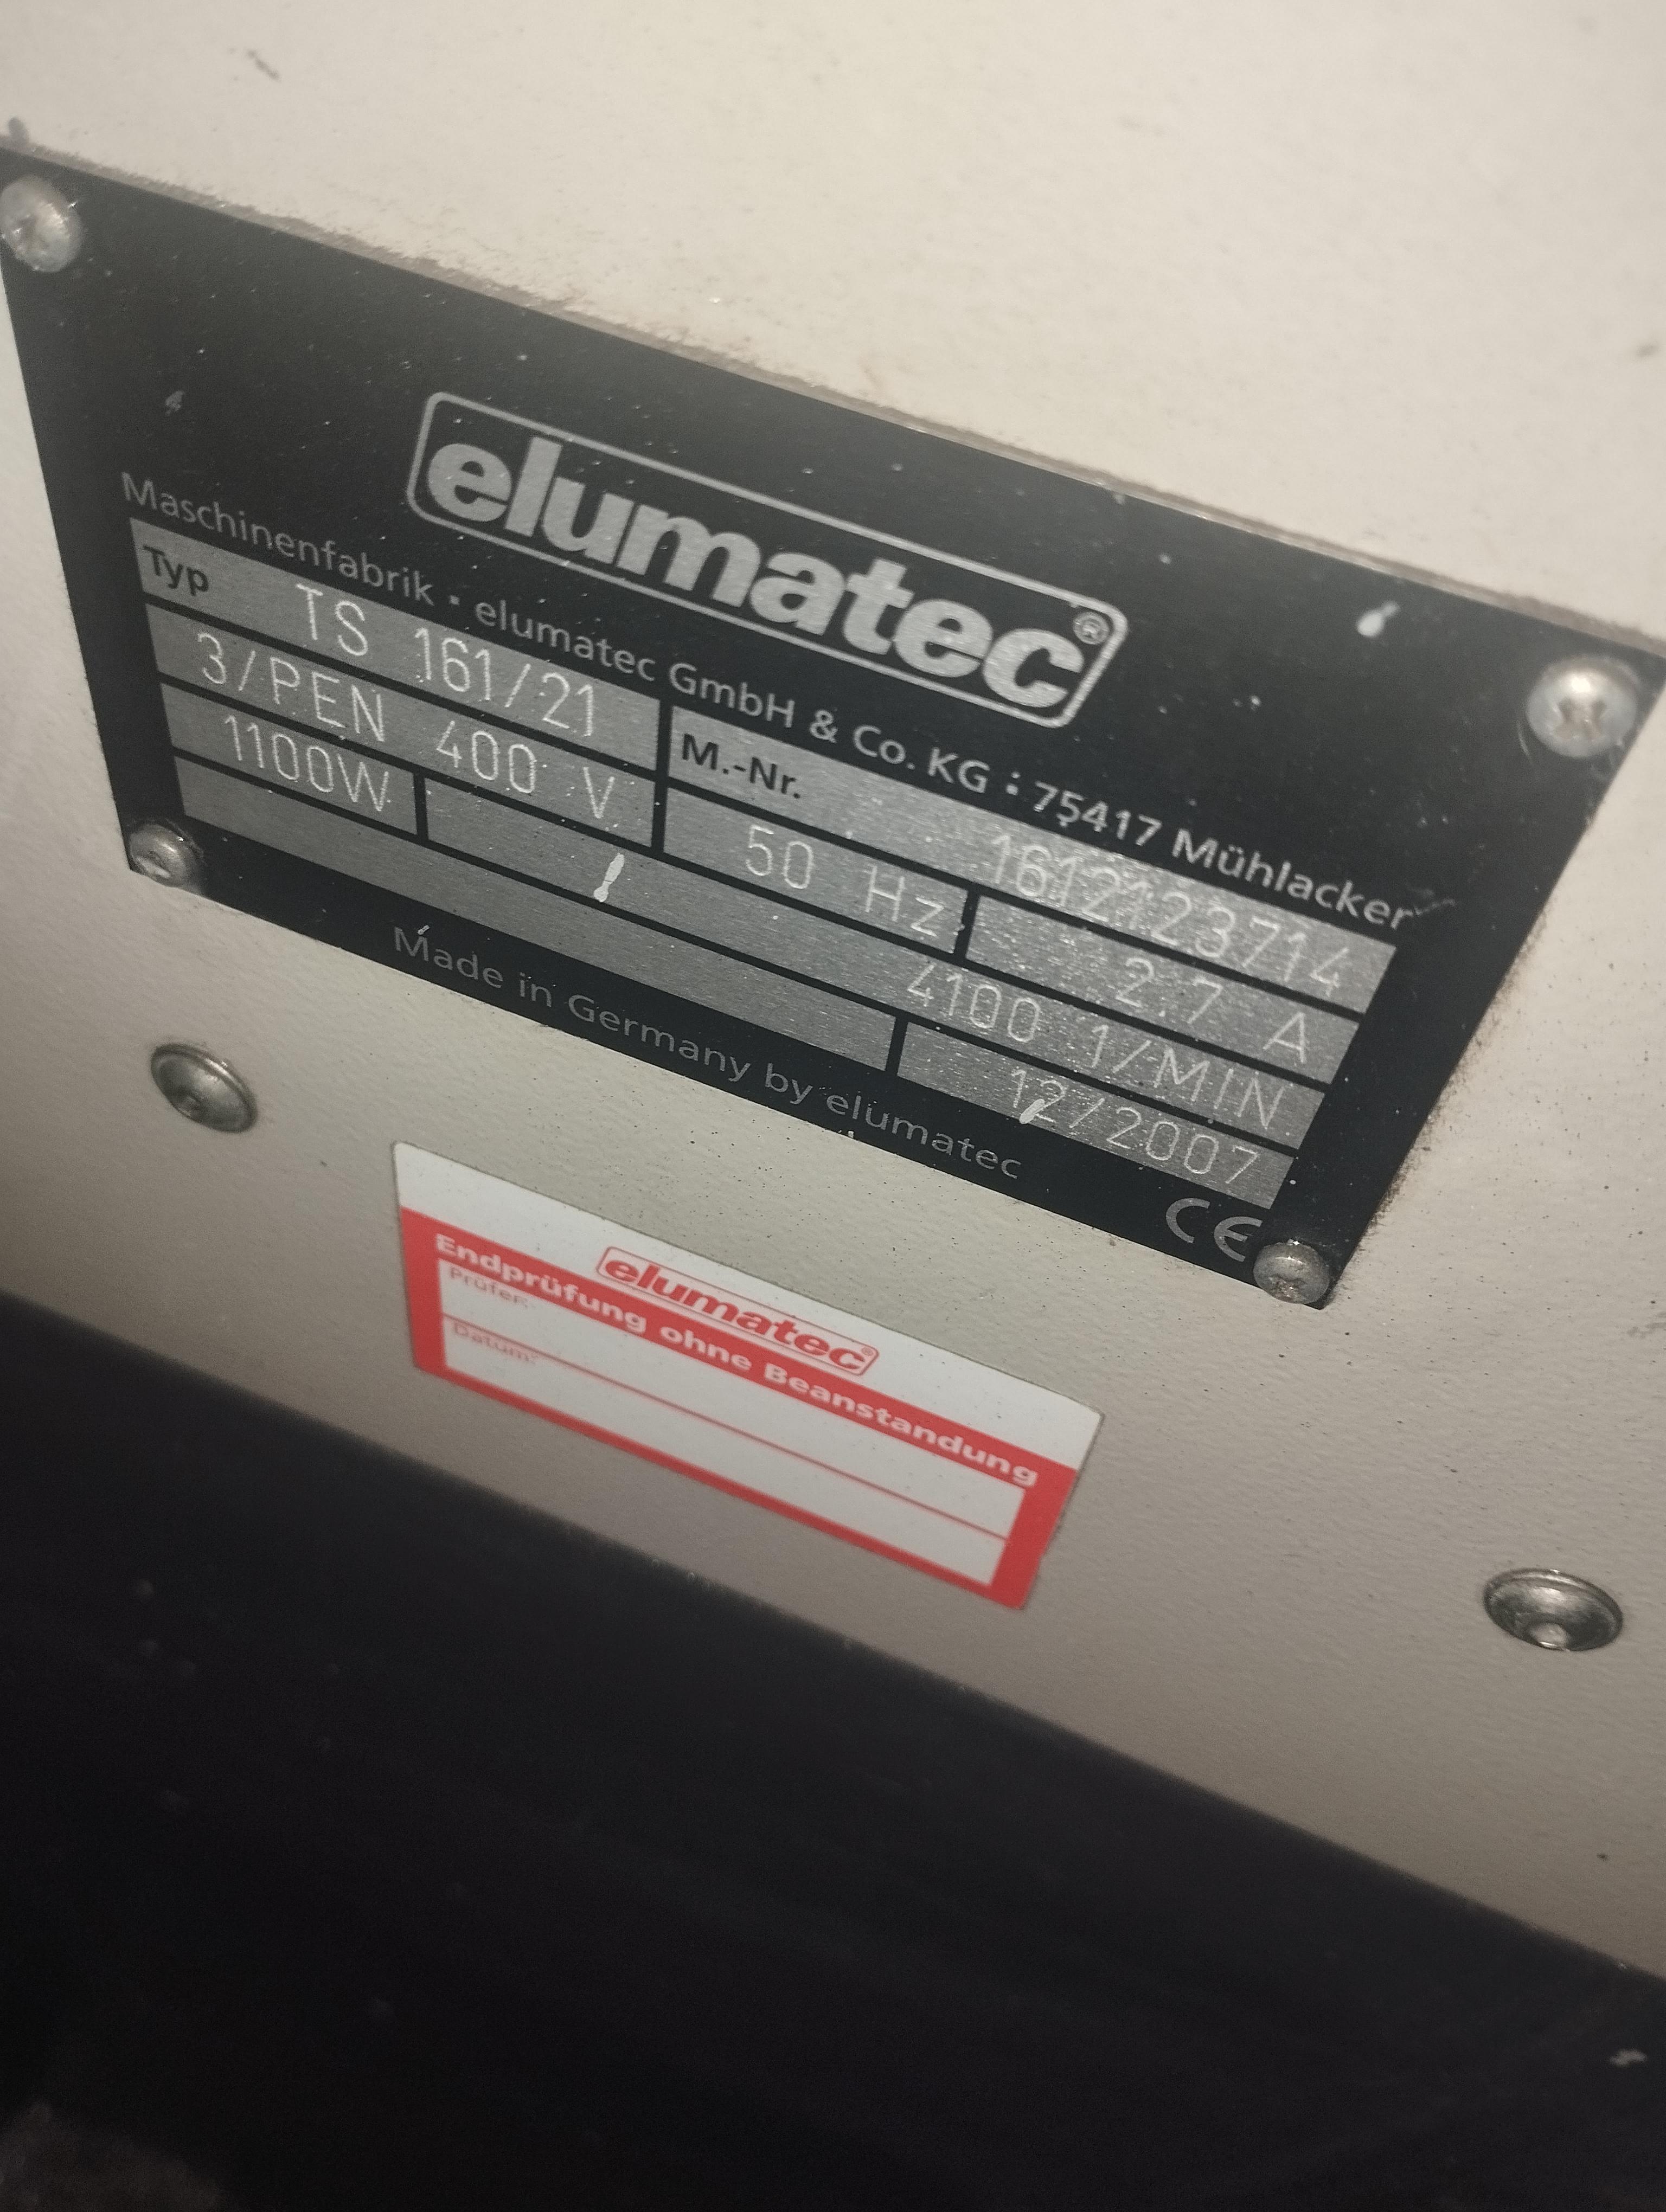 elumatec®
Maschinenfabrik · elumatec GmbH & Co. KG · 75417 Mühlacker
Typ TS 161/21 M.-Nr. 1612123714
3/PEN 400 V 50 Hz 2.7 A
1100W 4100 1/MIN
12/2007
Made in Germany by elumatec
CE
elumatec®
Endprüfung ohne Beanstandung
Prüfer:
Datum: